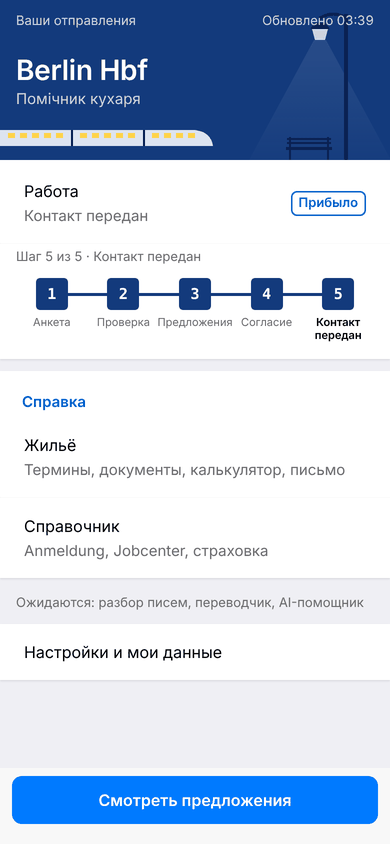 Ваши отправления
Обновлено 03:39
Berlin Hbf
Помічник кухаря
Работа
Контакт передан
Прибыло
Шаг 5 из 5 · Контакт передан
1 2 3 4 5
Анкета Проверка Предложения Согласие Контакт передан
Справка
Жильё
Термины, документы, калькулятор, письмо
Справочник
Anmeldung, Jobcenter, страховка
Ожидаются: разбор писем, переводчик, AI-помощник
Настройки и мои данные
Смотреть предложения